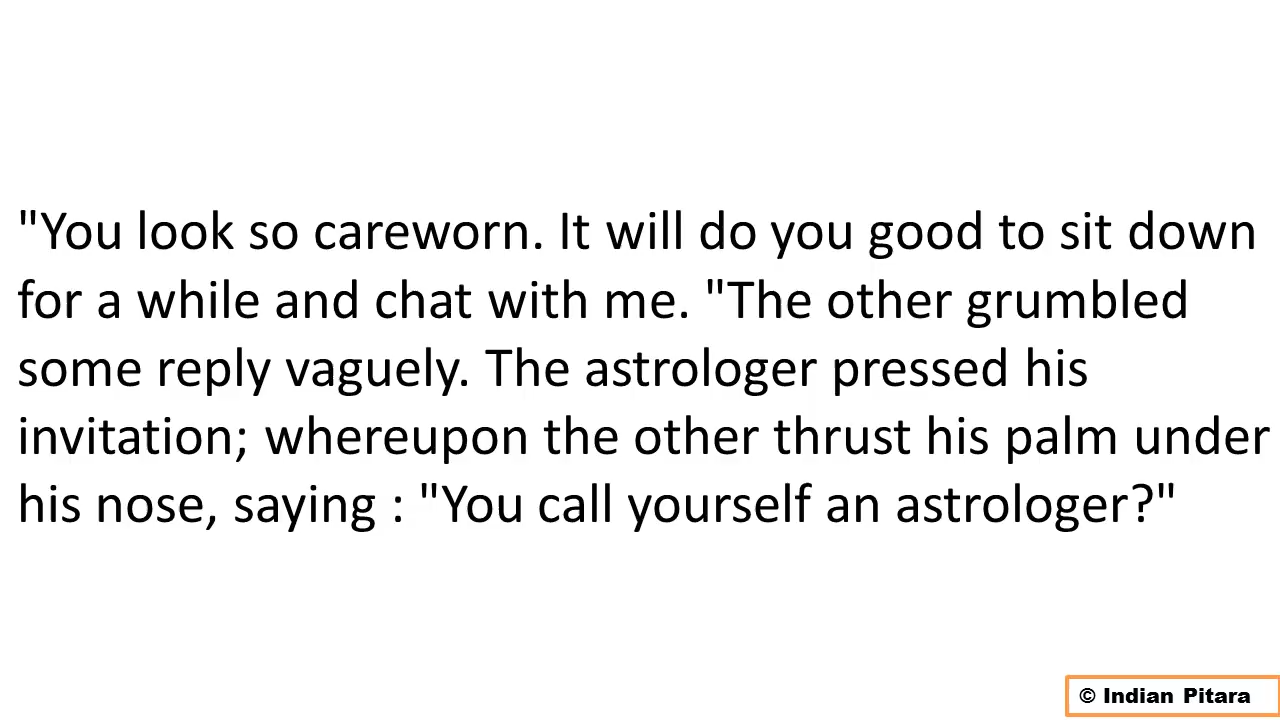 "You look so careworn. It will do you good to sit down
for a while and chat with me. "The other grumbled
some reply vaguely. The astrologer pressed his
invitation; whereupon the other thrust his palm under
his nose, saying : "You call yourself an astrologer?"
© Indian Pitara